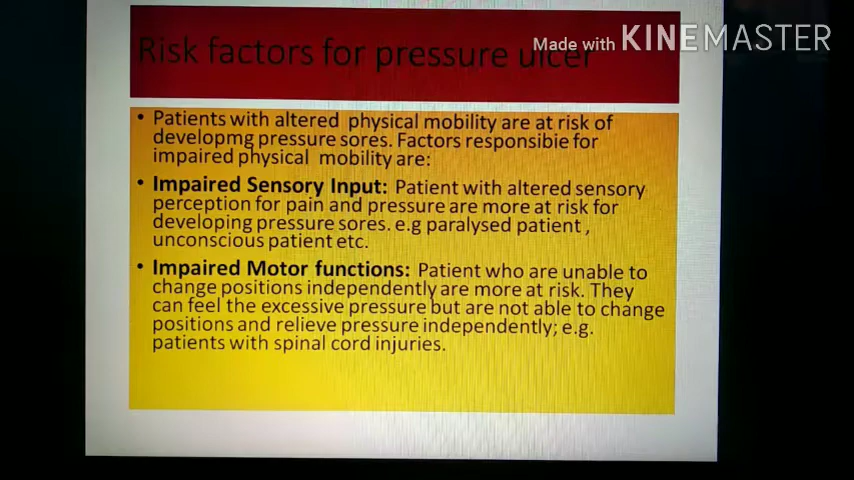 Risk factors for pressure ulcer
Made with KINEMASTER
• Patients with altered physical mobility are at risk of
developmg pressure sores. Factors responsibie for
impaired physical mobility are:
• Impaired Sensory Input: Patient with altered sensory
perception for pain and pressure are more at risk for
developing pressure sores. e.g paralysed patient ,
unconscious patient etc.
• Impaired Motor functions: Patient who are unable to
change positions independently are more at risk. They
can feel the excessive pressure but are not able to change
positions and relieve pressure independently; e.g.
patients with spinal cord injuries.